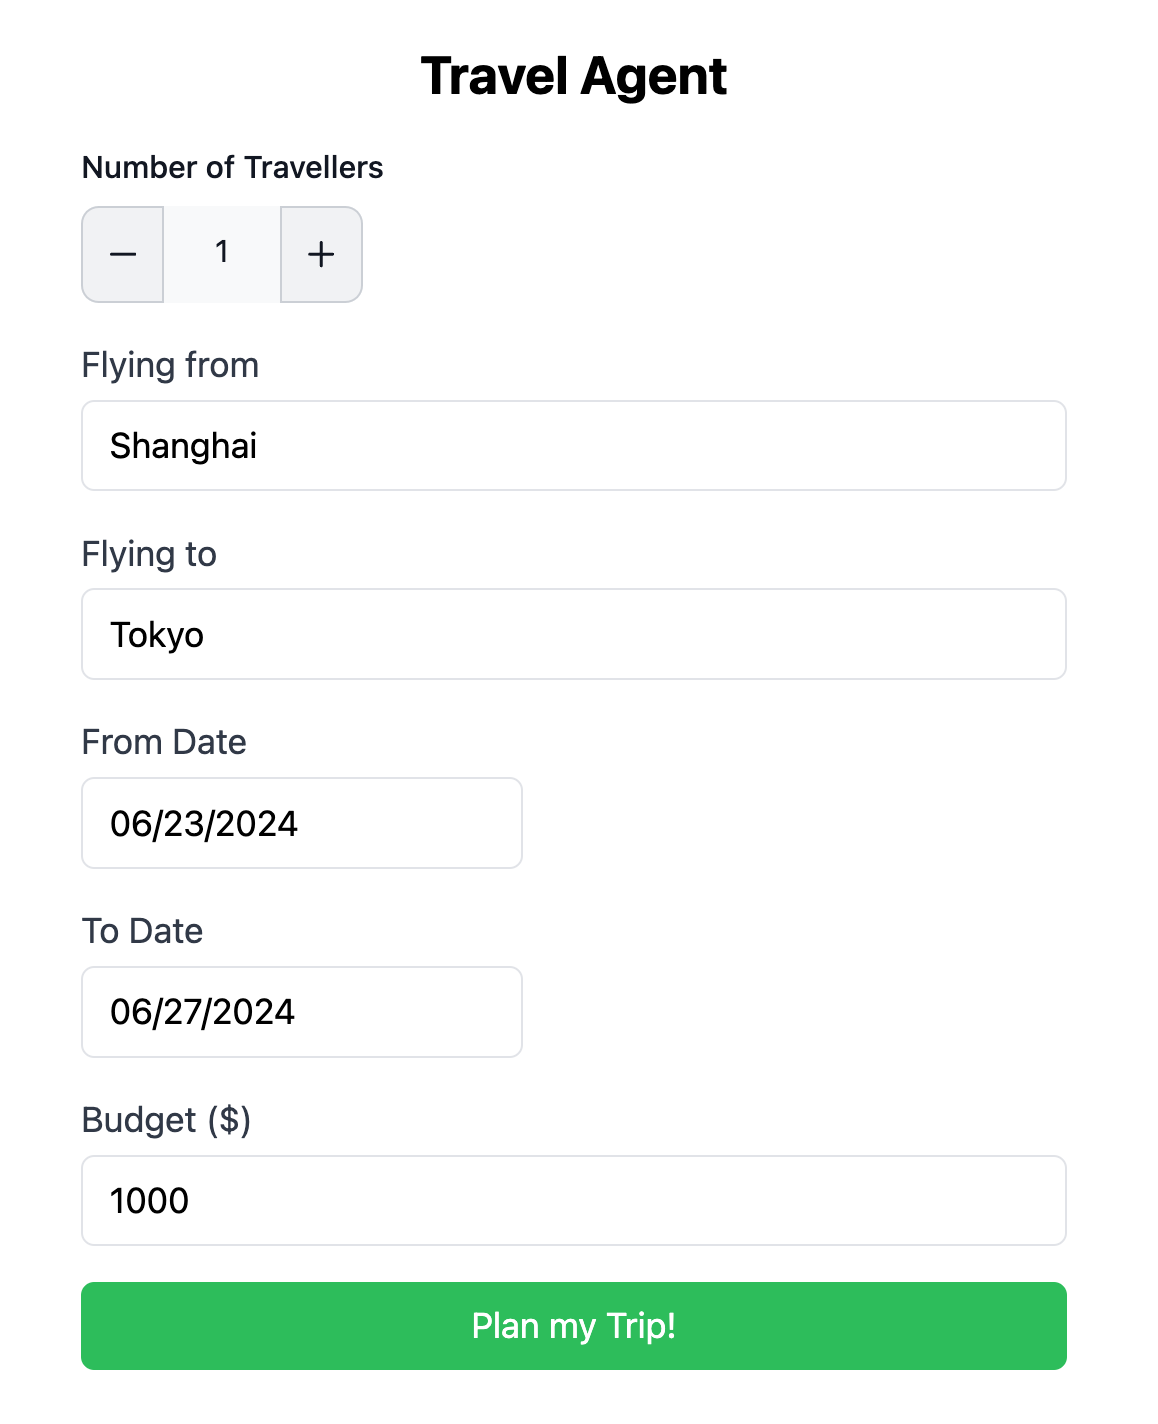 Travel Agent
Number of Travellers
− 1 +
Flying from
Shanghai
Flying to
Tokyo
From Date
06/23/2024
To Date
06/27/2024
Budget ($)
1000
Plan my Trip!